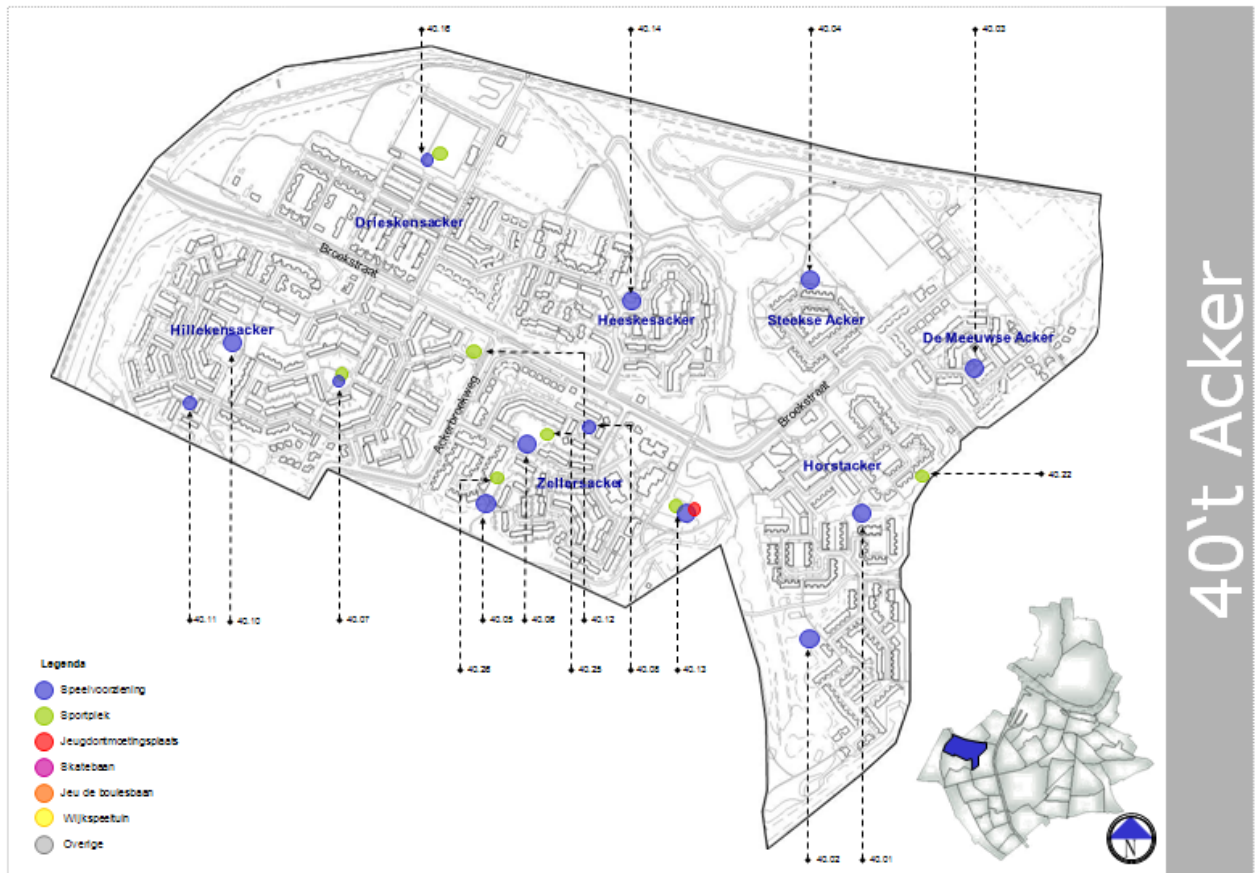 40.16
40.14
40.04
40.03
Drieskensacker
Broekstraat
Heeskesacker
Steekse Acker
De Meeuwse Acker
Hillekensacker
Ackerbroekweg
Broekstraat
Zellersacker
Horstacker
40.22
40.11
40.10
40.07
40.05
40.06
40.12
40.26
40.25
40.13
40.02
40.01
Legenda
Speelvoorziening
Sportplek
Jeugdontmoetingsplaats
Skatebaan
Jeu de boulesbaan
Wijkspeeltuin
Overige
N
40't Acker